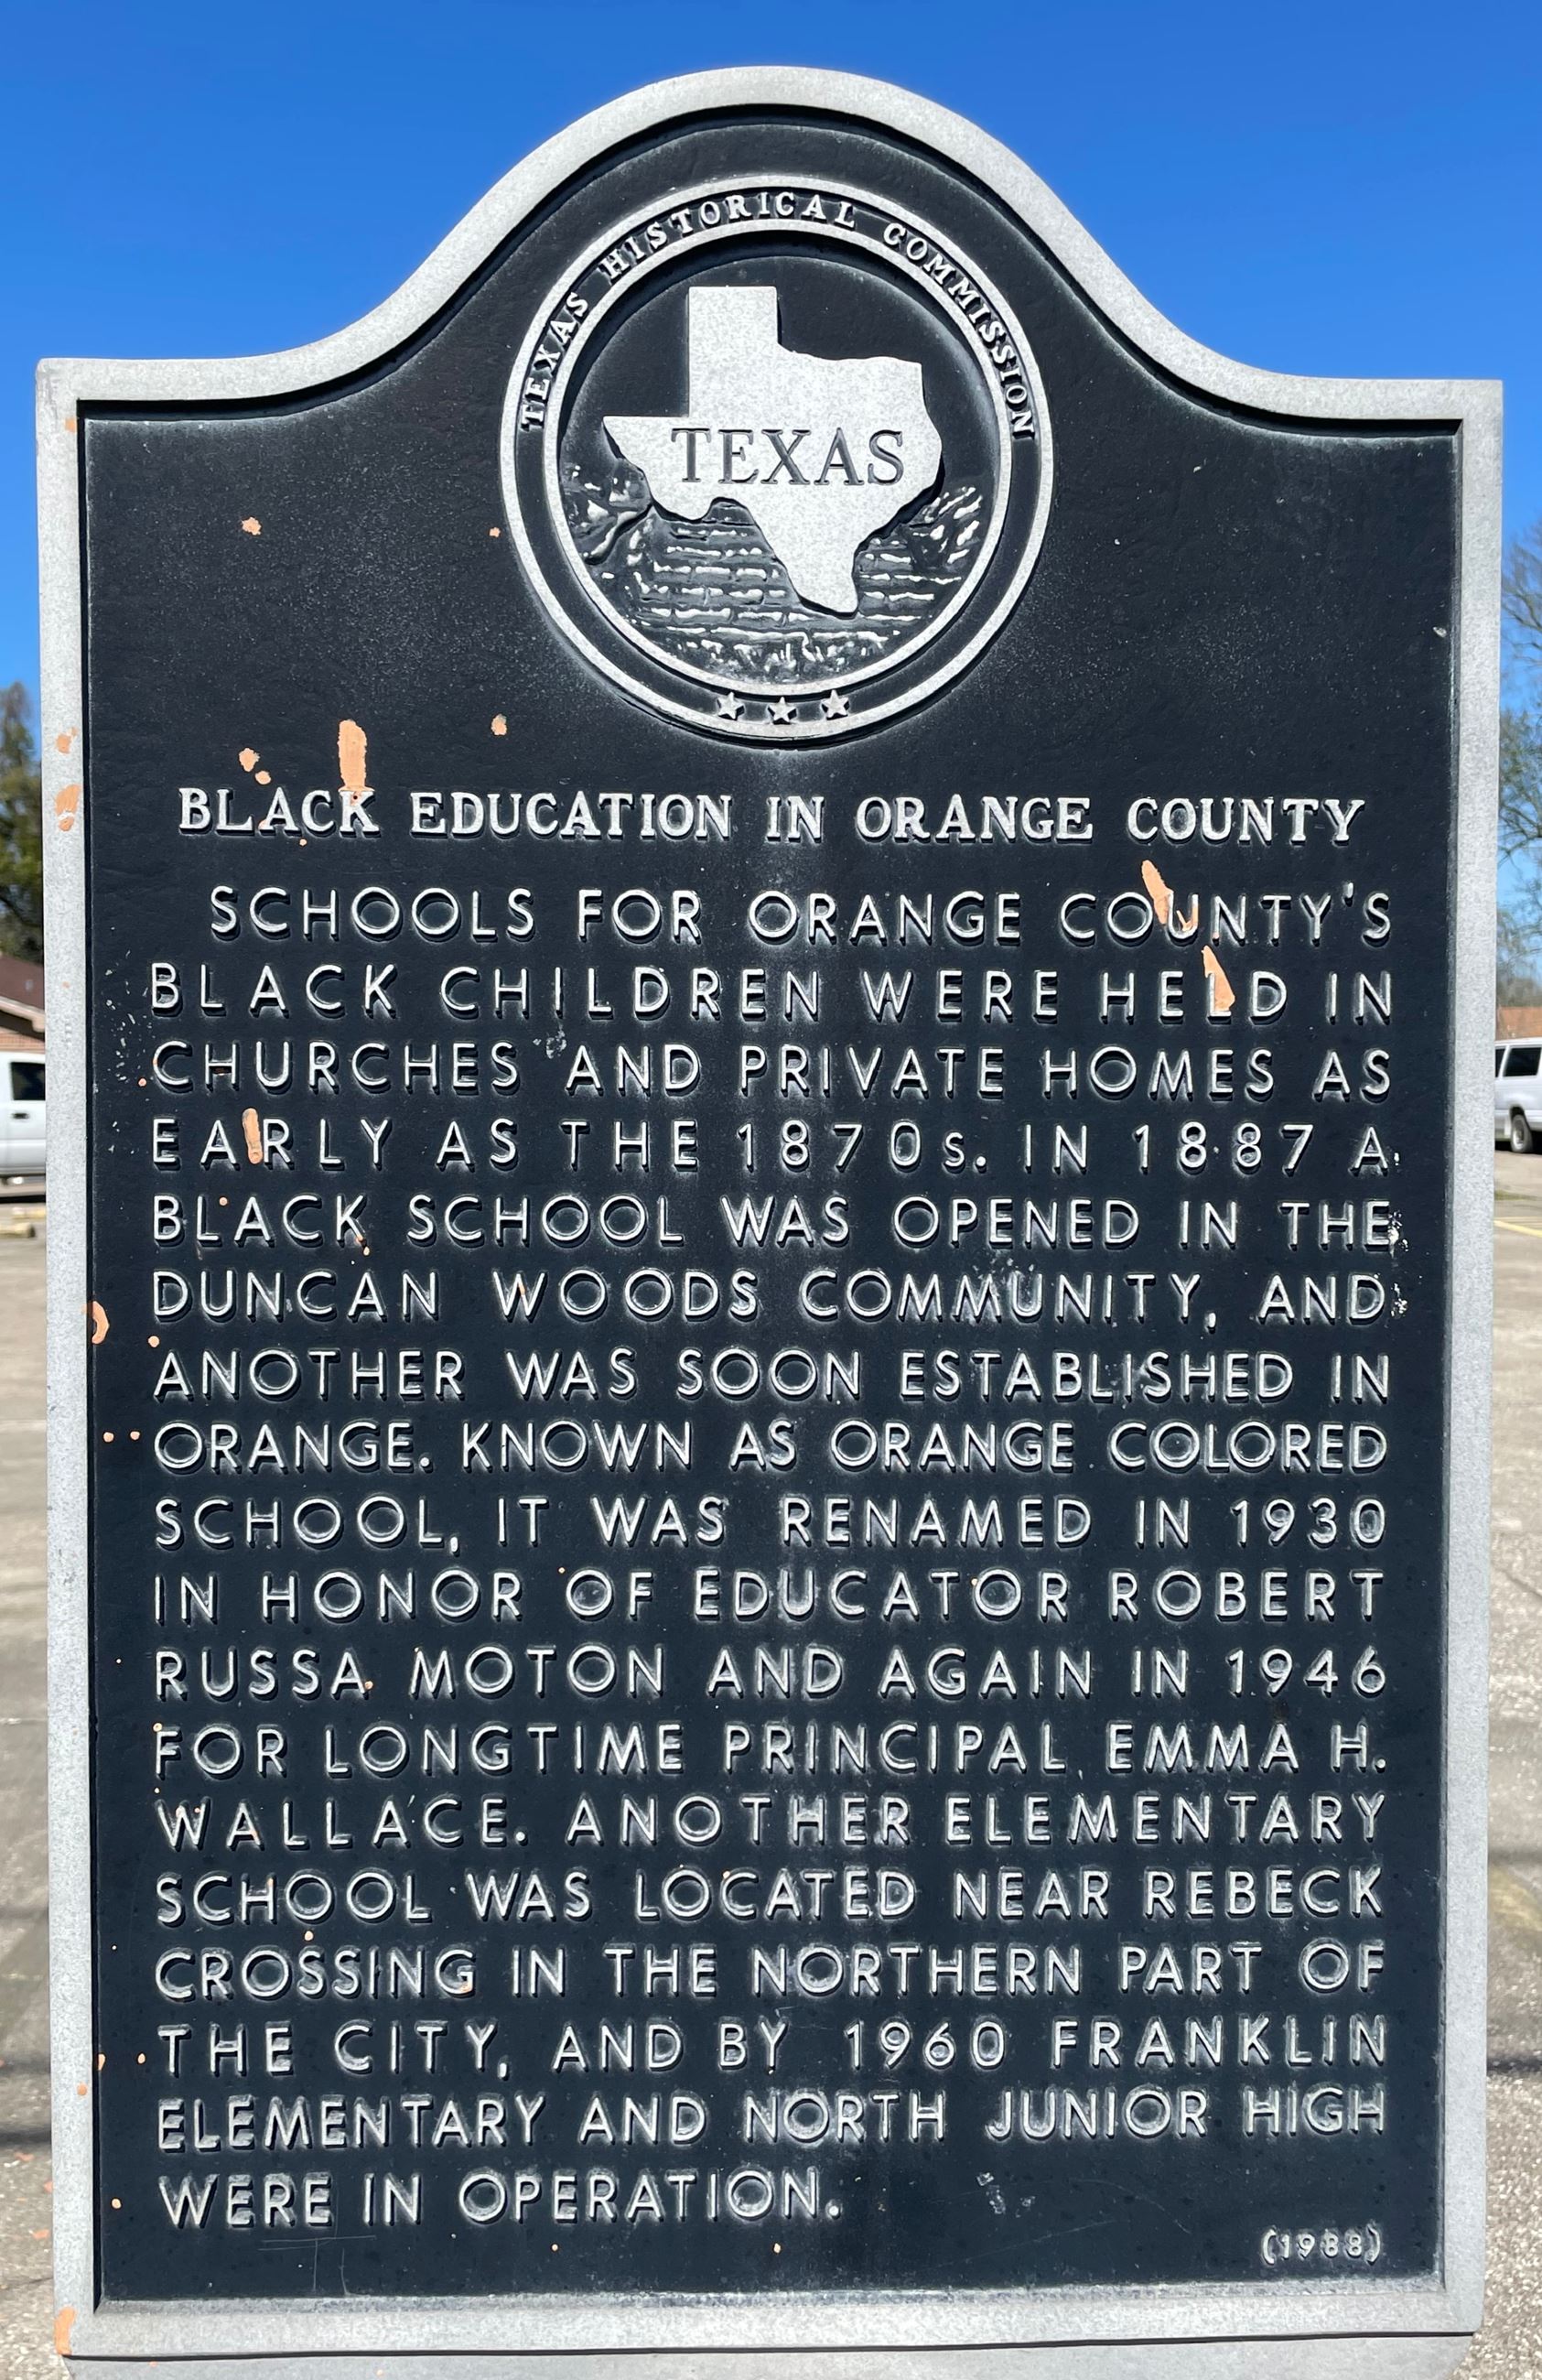 TEXAS HISTORICAL COMMISSION
TEXAS
BLACK EDUCATION IN ORANGE COUNTY
SCHOOLS FOR ORANGE COUNTY'S
BLACK CHILDREN WERE HELD IN
CHURCHES AND PRIVATE HOMES AS
EARLY AS THE 1870s. IN 1887 A
BLACK SCHOOL WAS OPENED IN THE
DUNCAN WOODS COMMUNITY, AND
ANOTHER WAS SOON ESTABLISHED IN
ORANGE. KNOWN AS ORANGE COLORED
SCHOOL, IT WAS RENAMED IN 1930
IN HONOR OF EDUCATOR ROBERT
RUSSA MOTON AND AGAIN IN 1946
FOR LONGTIME PRINCIPAL EMMA H.
WALLACE. ANOTHER ELEMENTARY
SCHOOL WAS LOCATED NEAR REBECK
CROSSING IN THE NORTHERN PART OF
THE CITY, AND BY 1960 FRANKLIN
ELEMENTARY AND NORTH JUNIOR HIGH
WERE IN OPERATION.
(1988)